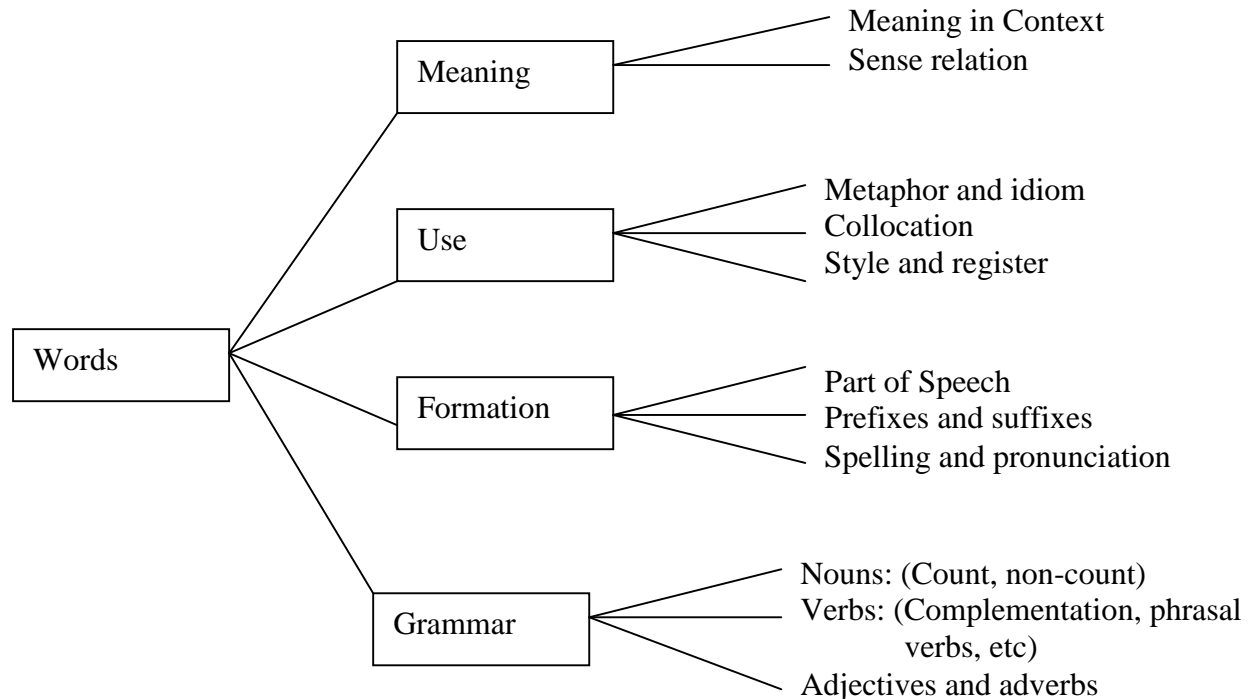 Words
Meaning
Meaning in Context
Sense relation
Use
Metaphor and idiom
Collocation
Style and register
Formation
Part of Speech
Prefixes and suffixes
Spelling and pronunciation
Grammar
Nouns: (Count, non-count)
Verbs: (Complementation, phrasal
verbs, etc)
Adjectives and adverbs